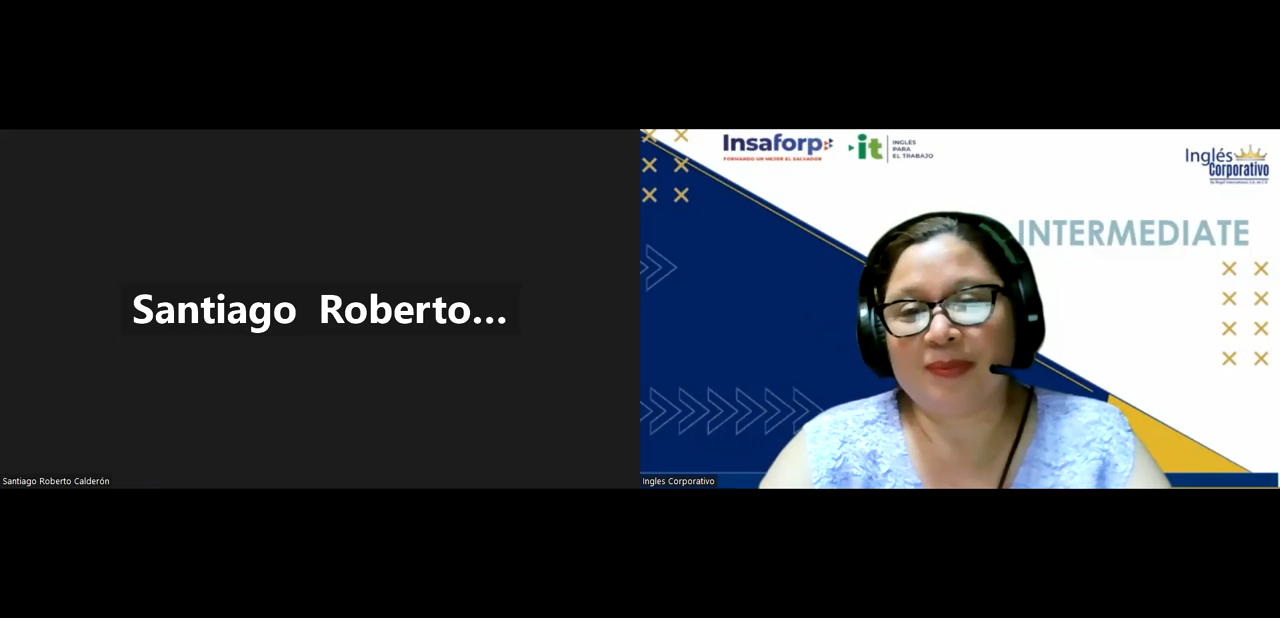 Santiago Roberto...
Santiago Roberto Calderón
Insaforp
FORMANDO UN MEJOR EL SALVADOR
it
INGLÉS
PARA
EL TRABAJO
Inglés
Corporativo
INTERMEDIATE
Ingles Corporativo